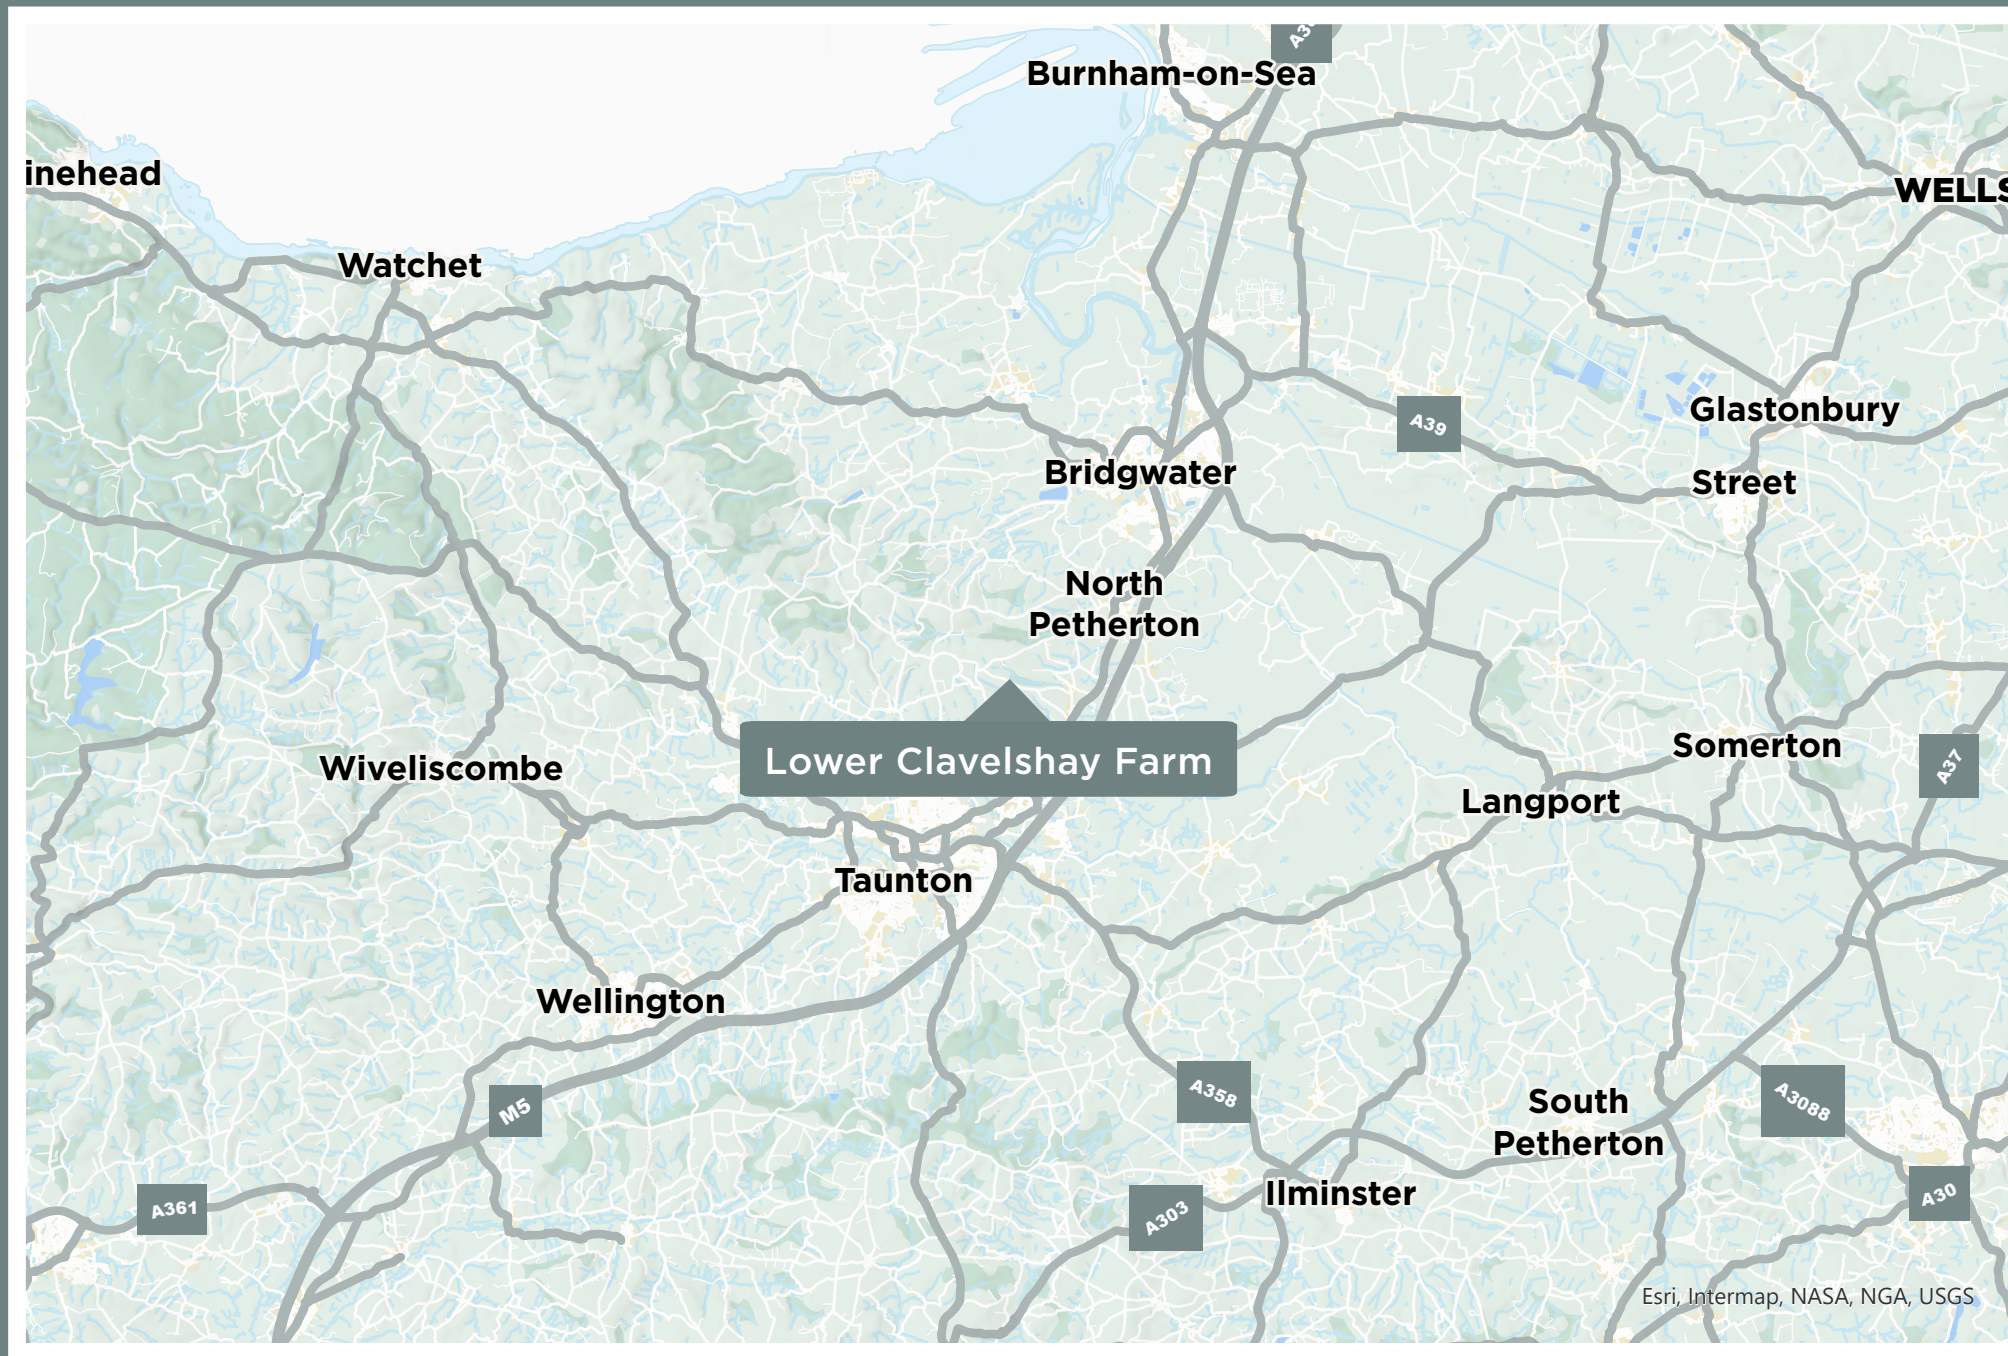 A3
Burnham-on-Sea
inehead
WELLS
Watchet
Glastonbury
A39
Bridgwater
Street
North
Petherton
Lower Clavelshay Farm
Somerton
A37
Wiveliscombe
Langport
Taunton
Wellington
A358
M5
A3088
South
Petherton
Ilminster
A361
A303
A30
Esri, Intermap, NASA, NGA, USGS